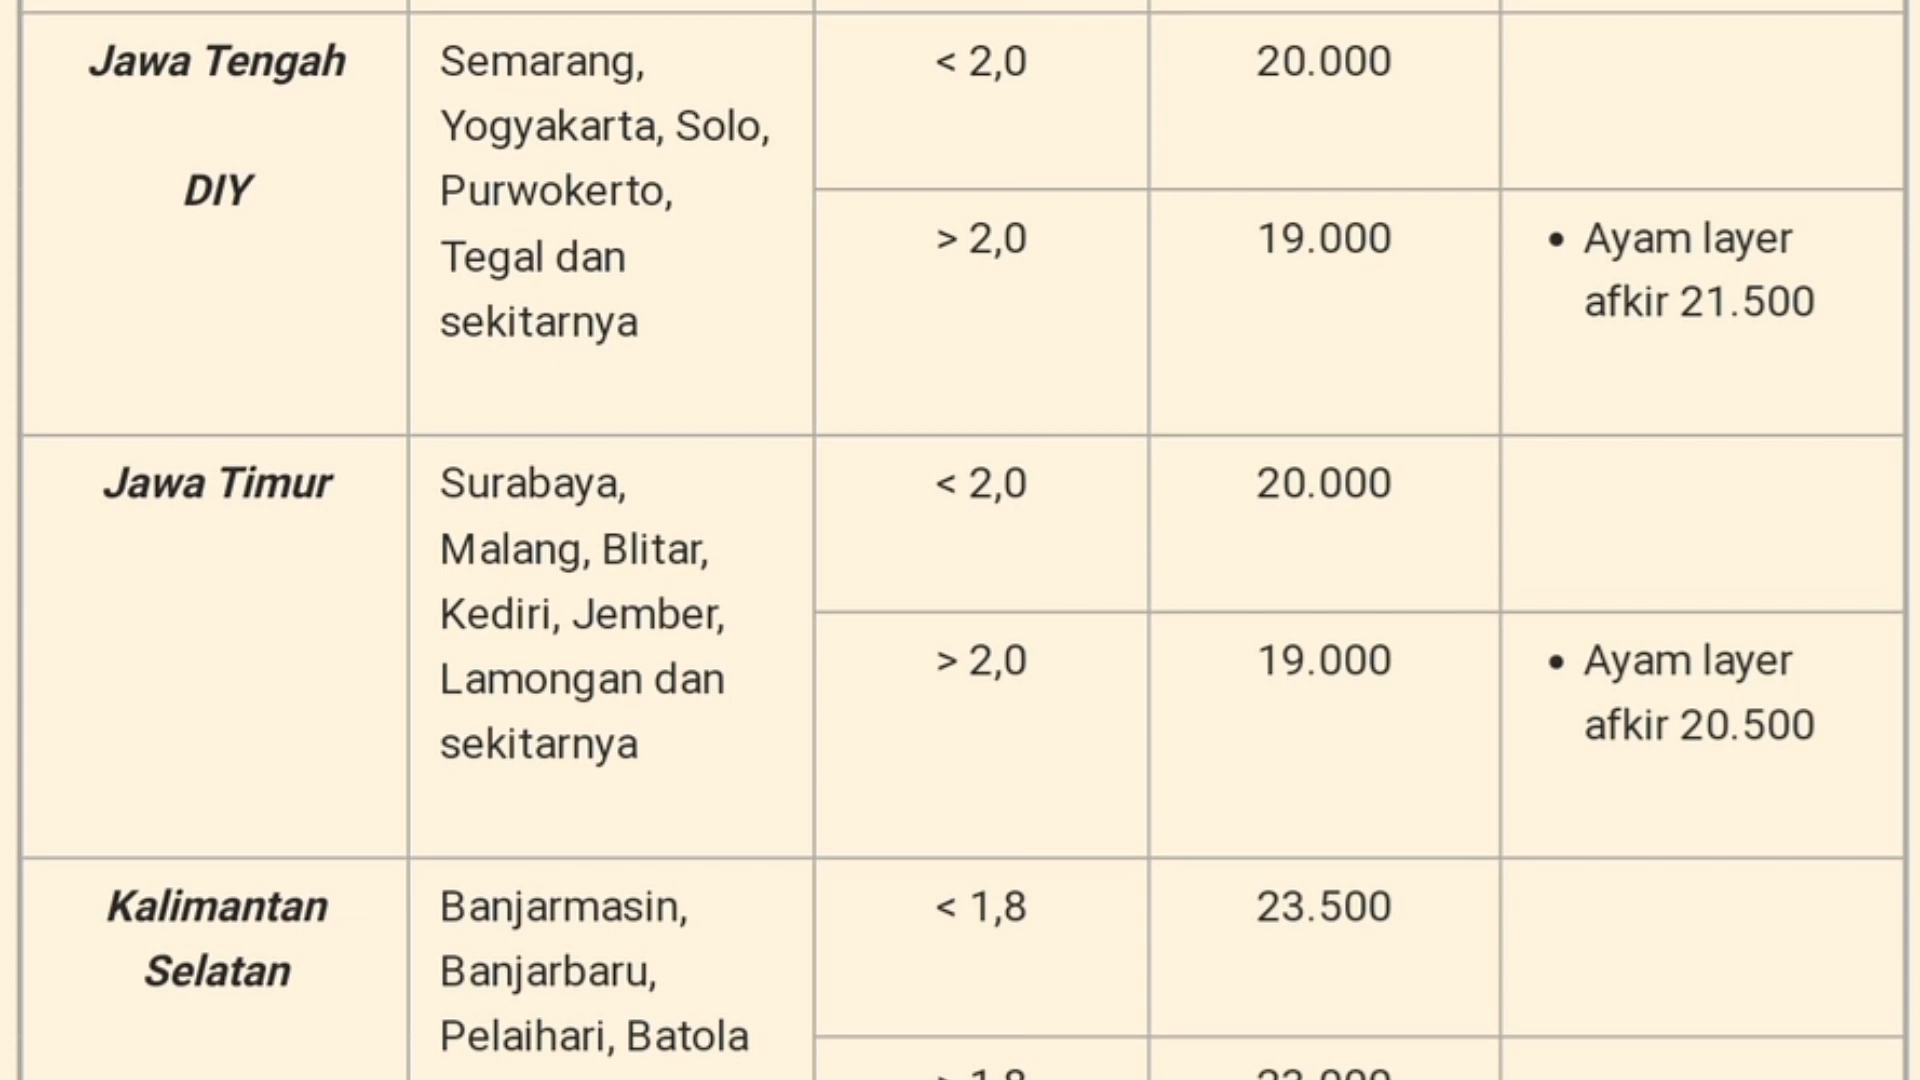 Jawa Tengah
DIY
Semarang,
Yogyakarta, Solo,
Purwokerto,
Tegal dan
sekitarnya
< 2,0
20.000
> 2,0
19.000
• Ayam layer
afkir 21.500
Jawa Timur
Surabaya,
Malang, Blitar,
Kediri, Jember,
Lamongan dan
sekitarnya
< 2,0
20.000
> 2,0
19.000
• Ayam layer
afkir 20.500
Kalimantan
Selatan
Banjarmasin,
Banjarbaru,
Pelaihari, Batola
< 1,8
23.500